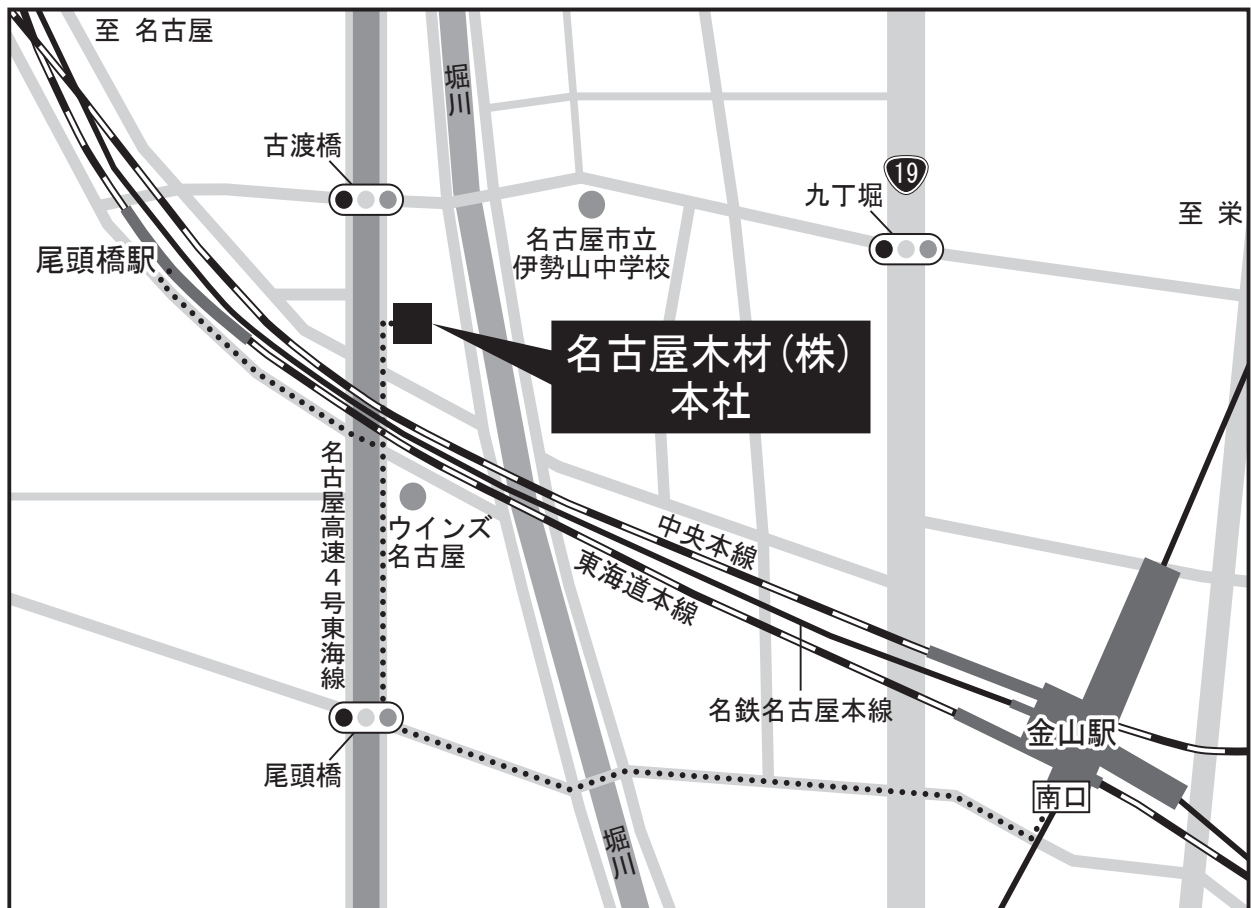 至 名古屋
堀川
古渡橋
19
九丁堀
至 栄
名古屋市立
伊勢山中学校
尾頭橋駅
名古屋木材(株)
本社
名古屋高速4号東海線
ウインズ
名古屋
中央本線
東海道本線
名鉄名古屋本線
金山駅
南口
尾頭橋
堀川